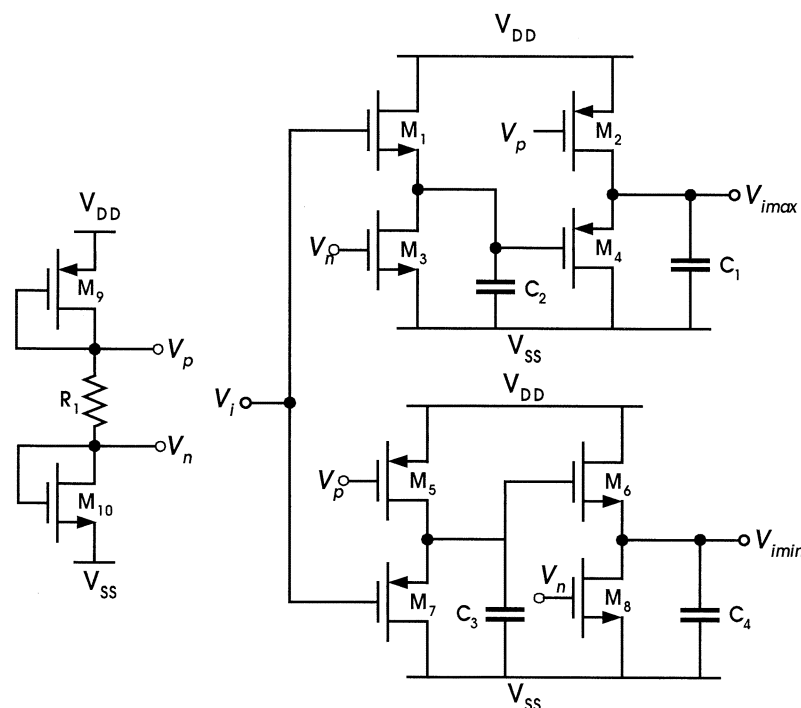 V_DD
M_9
V_p
R_1
V_n
M_10
V_SS
V_i
V_DD
M_1
V_p
M_2
V_imax
V_n
M_3
M_4
C_2
C_1
V_SS
V_DD
V_p
M_5
M_6
V_imin
V_n
M_7
C_3
M_8
C_4
V_SS